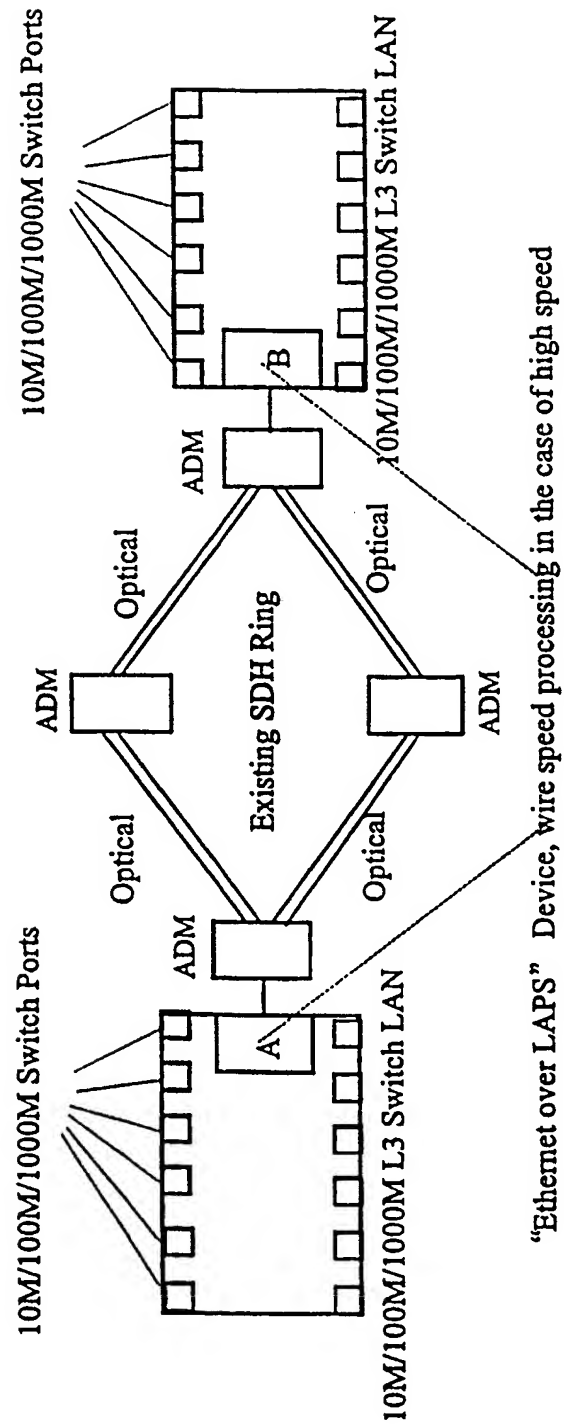 10M/100M/1000M Switch Ports
10M/100M/1000M Switch Ports
ADM
Optical
Optical
ADM
ADM
A
B
Existing SDH Ring
Optical
Optical
ADM
10M/100M/1000M L3 Switch LAN
10M/100M/1000M L3 Switch LAN
“Ethernet over LAPS” Device, wire speed processing in the case of high speed